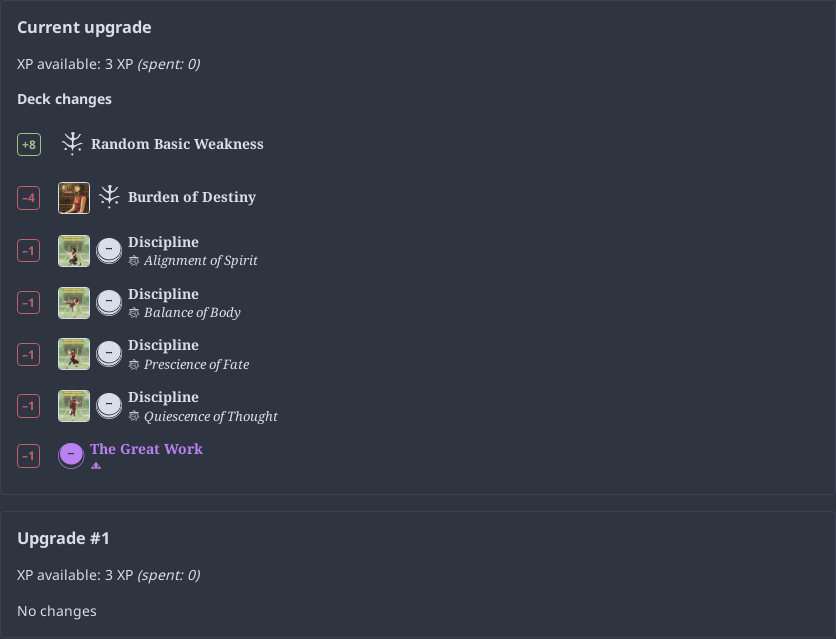 Current upgrade
XP available: 3 XP (spent: 0)
Deck changes
+8 Random Basic Weakness
−4 Burden of Destiny
−1 – Discipline
Alignment of Spirit
−1 – Discipline
Balance of Body
−1 – Discipline
Prescience of Fate
−1 – Discipline
Quiescence of Thought
−1 – The Great Work
Upgrade #1
XP available: 3 XP (spent: 0)
No changes